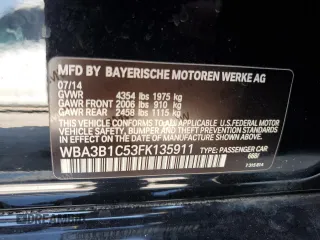 MFD BY BAYERISCHE MOTOREN WERKE AG
07/14
GVWR 4354 lbs 1975 kg
GAWR FRONT 2006 lbs 910 kg
GAWR REAR 2458 lbs 1115 kg
THIS VEHICLE CONFORMS TO ALL APPLICABLE
FEDERAL MOTOR VEHICLE SAFETY, BUMPER, AND
THEFT PREVENTION STANDARDS IN EFFECT ON
THE DATE OF MANUFACTURE SHOWN ABOVE.
WBA3B1C53FK135911 TYPE: PASSENGER CAR
668/